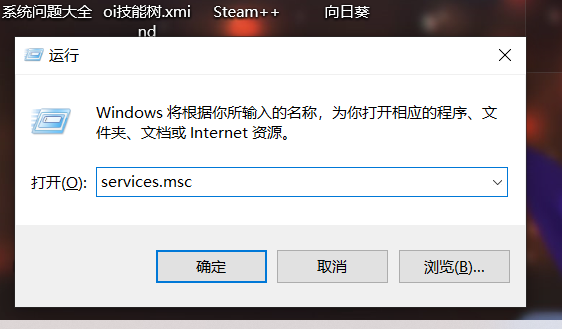 系统问题大全 oi技能树.xmi Steam++ 向日葵
nd
运行
Windows 将根据你所输入的名称，为你打开相应的程序、文
件夹、文档或 Internet 资源。
打开(O): services.msc
确定 取消 浏览(B)...